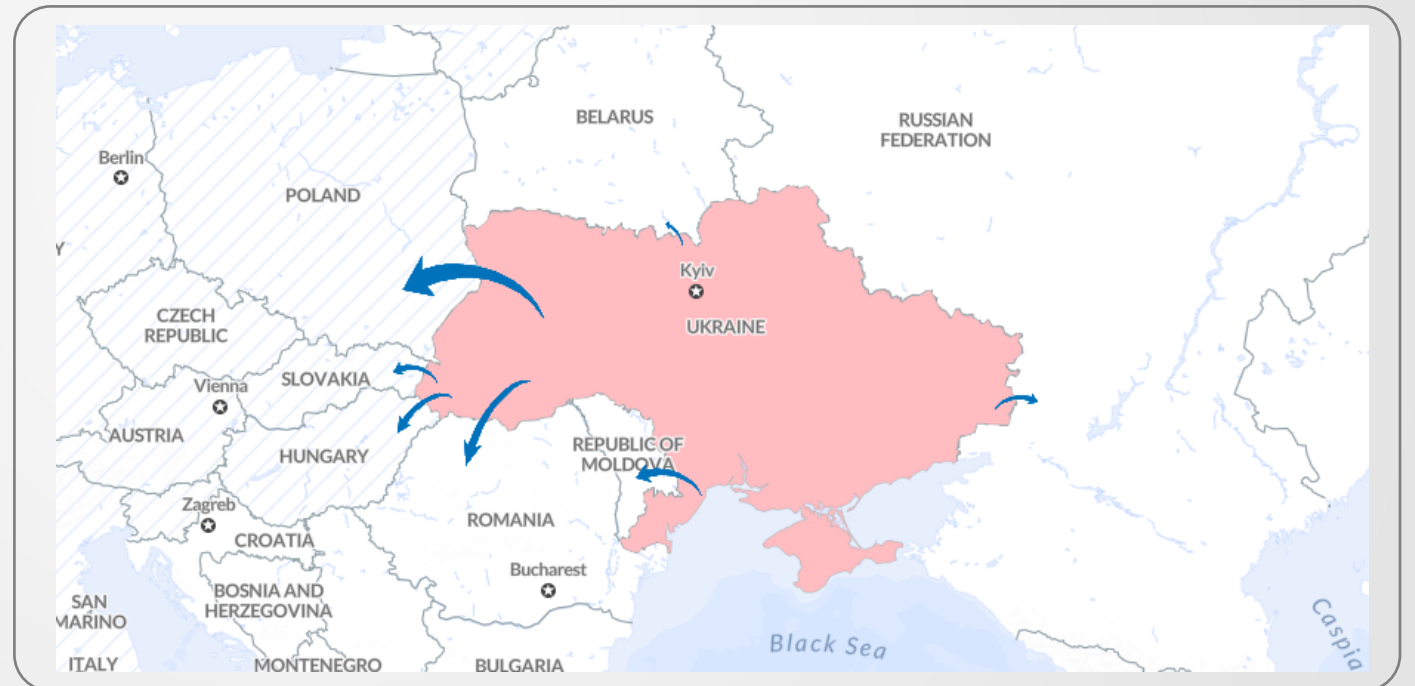 BELARUS
RUSSIAN
FEDERATION
Berlin
POLAND
Y
Kyiv
UKRAINE
CZECH
REPUBLIC
SLOVAKIA
Vienna
AUSTRIA
HUNGARY
REPUBLIC OF
MOLDOVA
Zagreb
CROATIA
ROMANIA
Bucharest
BOSNIA AND
HERZEGOVINA
SAN
MARINO
ITALY
MONTENEGRO
BULGARIA
Black Sea
Caspia